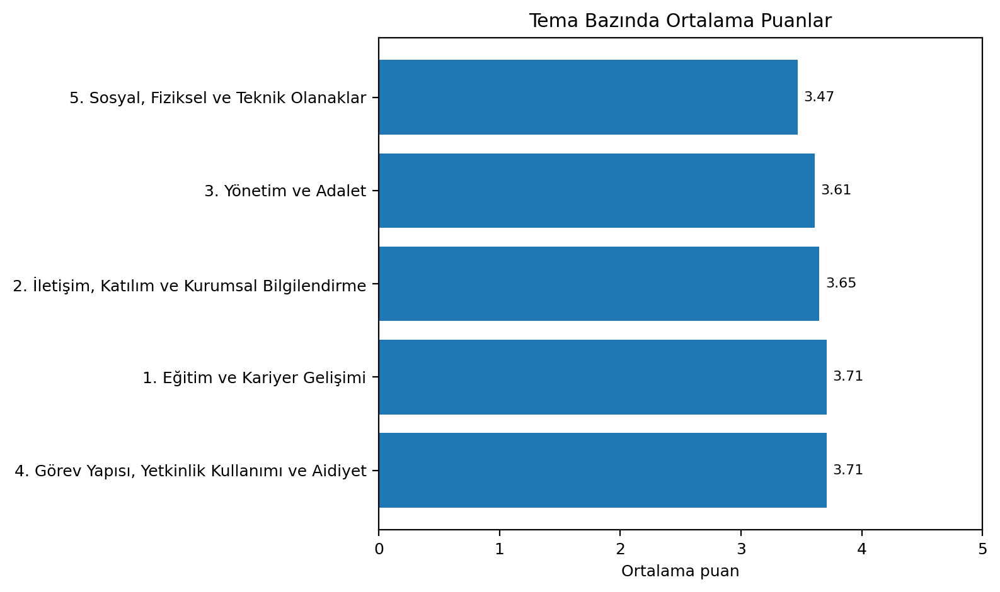 Tema Bazında Ortalama Puanlar
5. Sosyal, Fiziksel ve Teknik Olanaklar
3.47
3. Yönetim ve Adalet
3.61
2. İletişim, Katılım ve Kurumsal Bilgilendirme
3.65
1. Eğitim ve Kariyer Gelişimi
3.71
4. Görev Yapısı, Yetkinlik Kullanımı ve Aidiyet
3.71
0 1 2 3 4 5
Ortalama puan